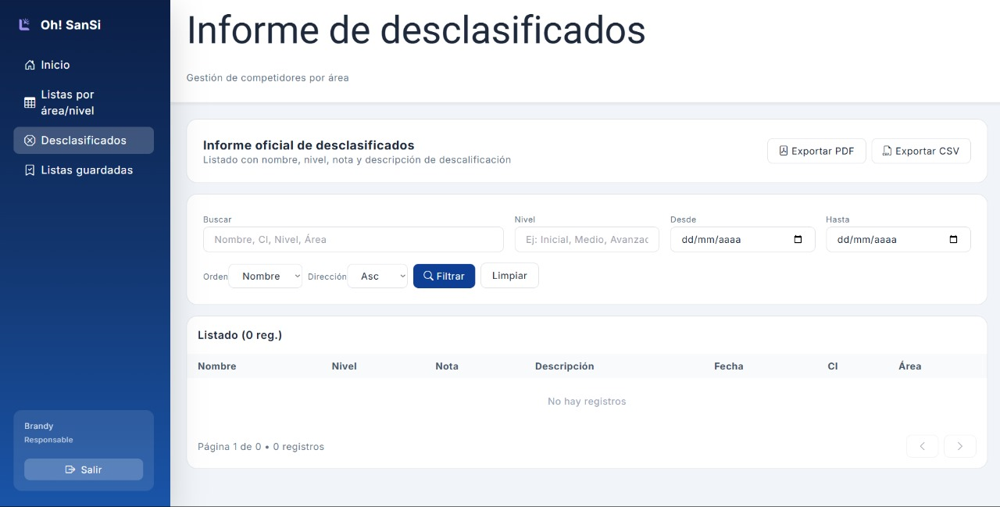 Oh! SanSi
Inicio
Listas por
área/nivel
Desclasificados
Listas guardadas
Brandy
Responsable
Salir
Informe de desclasificados
Gestión de competidores por área
Informe oficial de desclasificados
Listado con nombre, nivel, nota y descripción de descalificación
Exportar PDF
Exportar CSV
Buscar
Nivel
Desde
Hasta
Nombre, CI, Nivel, Área
Ej: Inicial, Medio, Avanzad
dd/mm/aaaa
dd/mm/aaaa
Orden Nombre Dirección Asc Filtrar Limpiar
Listado (0 reg.)
Nombre Nivel Nota Descripción Fecha CI Área
No hay registros
Página 1 de 0 • 0 registros